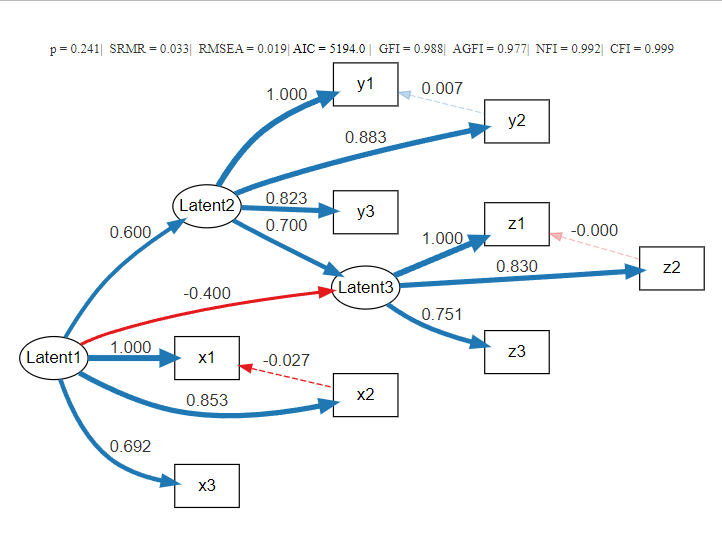 p = 0.241| SRMR = 0.033| RMSEA = 0.019| AIC = 5194.0 | GFI = 0.988| AGFI = 0.977| NFI = 0.992| CFI = 0.999
y1
1.000
0.007
y2
0.883
Latent2
0.823
y3
0.700
z1
0.600
1.000
-0.000
0.830
z2
Latent3
-0.400
0.751
1.000
z3
Latent1
x1
-0.027
x2
0.853
0.692
x3